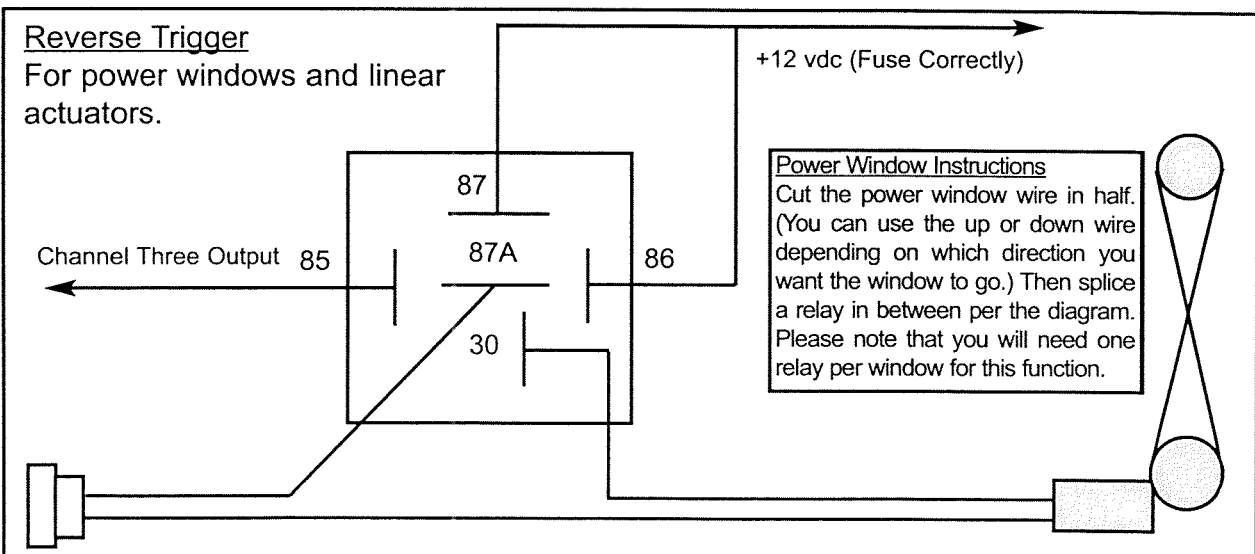 Reverse Trigger
For power windows and linear
actuators.
+12 vdc (Fuse Correctly)
87
Power Window Instructions
Cut the power window wire in half.
(You can use the up or down wire
depending on which direction you
want the window to go.) Then splice
a relay in between per the diagram.
Please note that you will need one
relay per window for this function.
Channel Three Output
85
87A
86
30